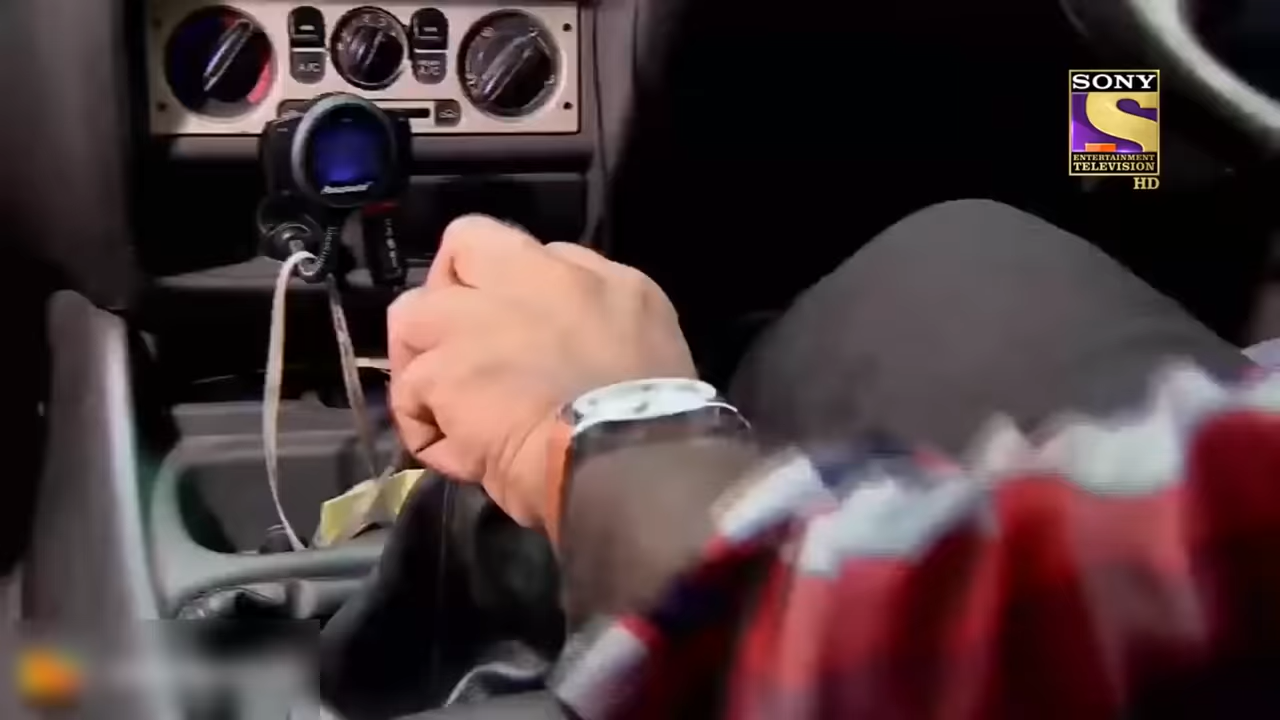 A/C
A/C
SONY
ENTERTAINMENT
TELEVISION
HD